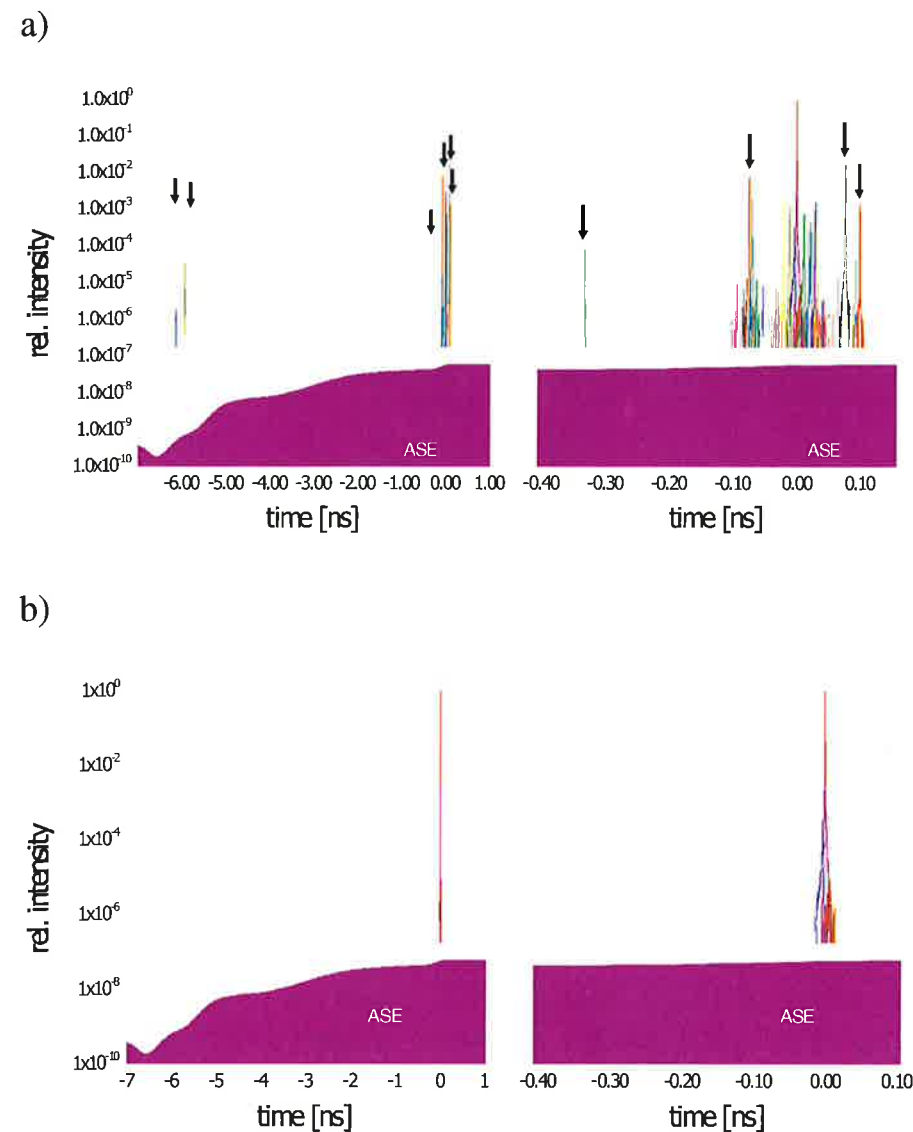 a)
1.0x10⁰
1.0x10⁻¹
1.0x10⁻²
1.0x10⁻³
1.0x10⁻⁴
1.0x10⁻⁵
1.0x10⁻⁶
1.0x10⁻⁷
1.0x10⁻⁸
1.0x10⁻⁹
1.0x10⁻¹⁰
rel. intensity
ASE
ASE
-6.00 -5.00 -4.00 -3.00 -2.00 -1.00 0.00 1.00
-0.40 -0.30 -0.20 -0.10 0.00 0.10
time [ns]
time [ns]
b)
1x10⁰
1x10⁻²
1x10⁻⁴
1x10⁻⁶
1x10⁻⁸
1x10⁻¹⁰
rel. intensity
ASE
ASE
-7 -6 -5 -4 -3 -2 -1 0 1
-0.40 -0.30 -0.20 -0.10 0.00 0.10
time [ns]
time [ns]